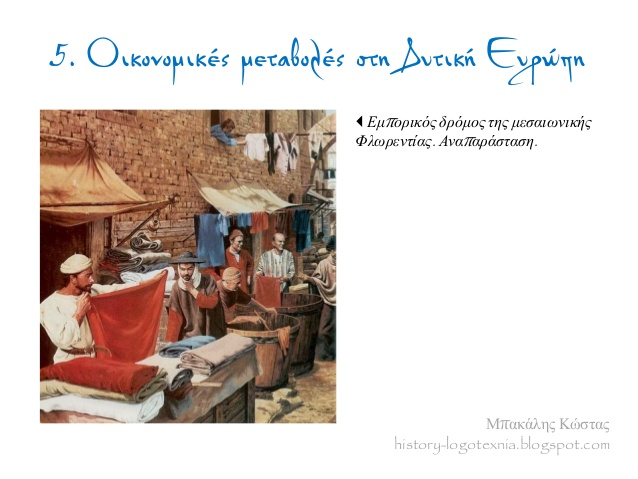 5. Οικονομικές μεταβολές στη Δυτική Ευρώπη
Εμπορικός δρόμος της μεσαιωνικής
Φλωρεντίας. Αναπαράσταση.
Μπακάλης Κώστας
history-logotexnia.blogspot.com